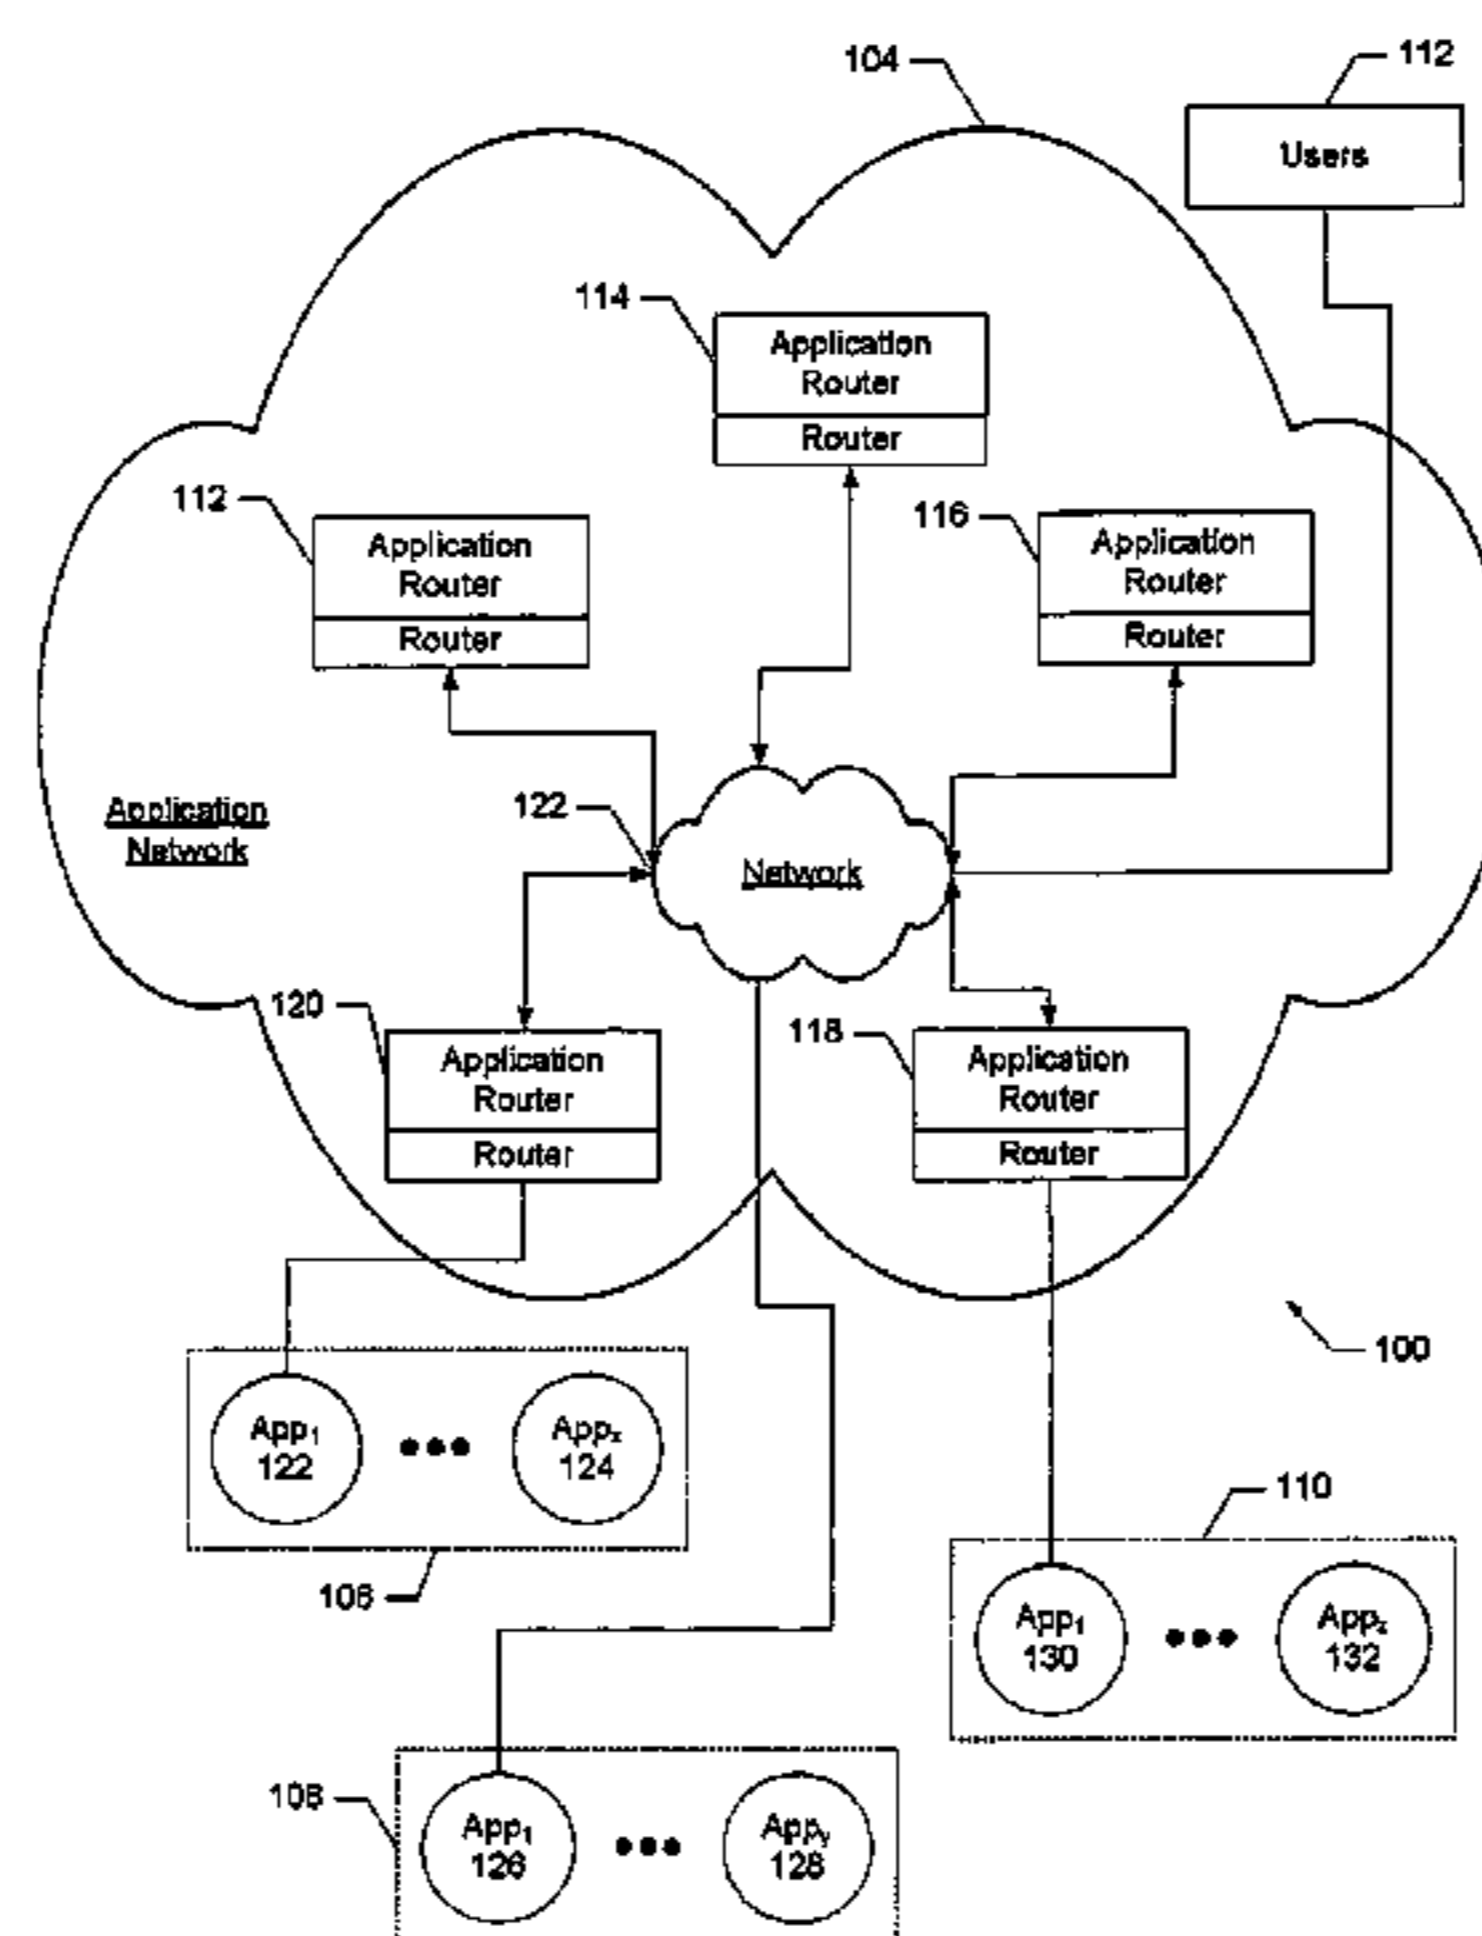 104
112
Users
114
Application
Router
Router
112
Application
Router
Router
116
Application
Router
Router
Application
Network
122
Network
120
Application
Router
Router
118
Application
Router
Router
100
App₁
122
•••
Appₓ
124
106
110
App₁
130
•••
App₂
132
108
App₁
126
•••
Appᵧ
128